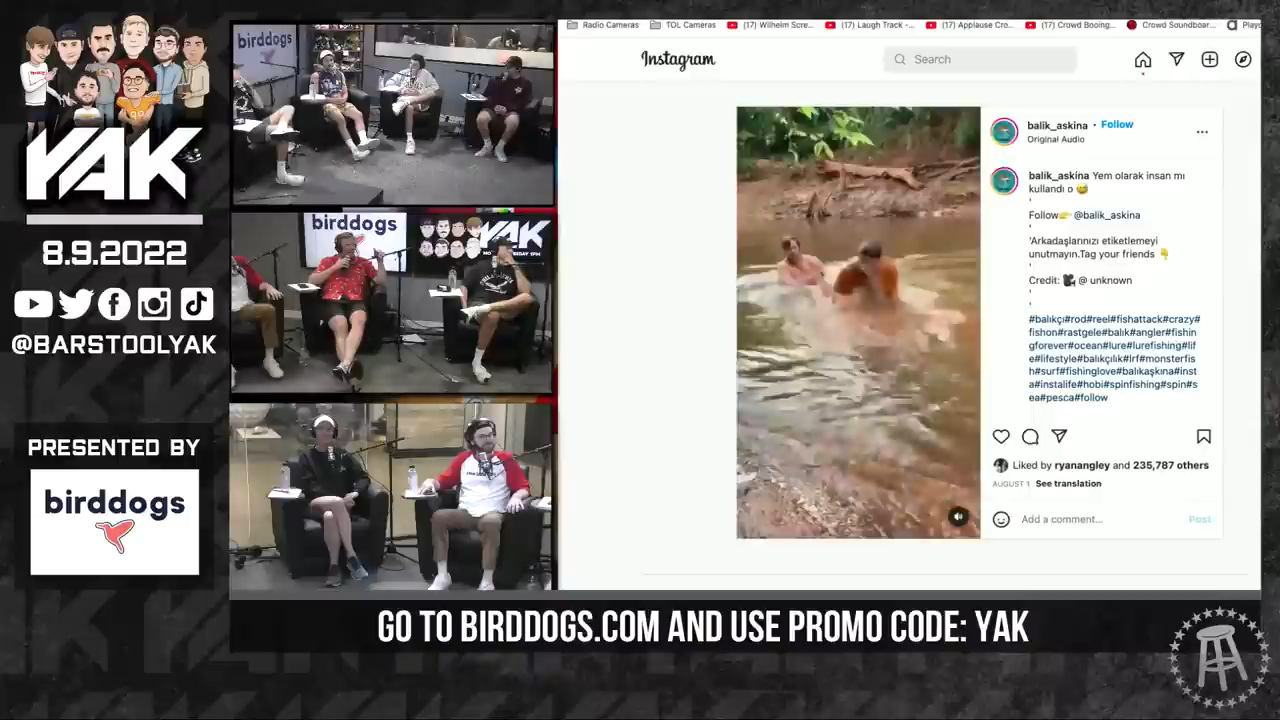 YAK
8.9.2022
@BARSTOOLYAK
PRESENTED BY
birddogs
birddogs
birddogs
YAK
Radio Cameras
TOL Cameras
(17) Wilhelm Scre...
(17) Laugh Track -...
(17) Applause Cro...
(17) Crowd Booing...
Crowd Soundboar...
Instagram
Search
balik_askina · Follow
Original Audio
balik_askina Yem olarak insan mı
kullandı o 😅
'
Follow👉 @balik_askina
'
'Arkadaşlarınızı etiketlemeyi
unutmayın.Tag your friends 👇
'
Credit: 🎥 @ unknown
'
'
#balıkçı#rod#reel#fishattack#crazy#
fishon#rastgele#balık#angler#fishin
gforever#ocean#lure#lurefishing#lif
e#lifestyle#balıkçılık#lrf#monsterfis
h#surf#fishinglove#balıkaşkına#inst
a#instalife#hobi#spinfishing#spin#s
ea#pesca#follow
Liked by ryanangley and 235,787 others
AUGUST 1 See translation
Add a comment...
Post
GO TO BIRDDOGS.COM AND USE PROMO CODE: YAK